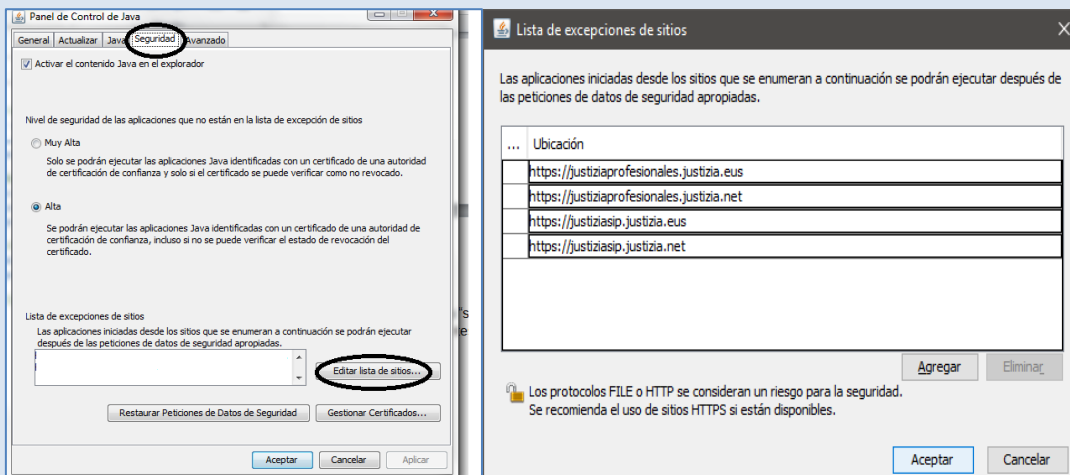 Panel de Control de Java
General Actualizar Java Seguridad Avanzado
Activar el contenido Java en el explorador
Nivel de seguridad de las aplicaciones que no están en la lista de excepción de sitios
Muy Alta
Solo se podrán ejecutar las aplicaciones Java identificadas con un certificado de una autoridad
de certificación de confianza y solo si el certificado se puede verificar como no revocado.
Alta
Se podrán ejecutar las aplicaciones Java identificadas con un certificado de una autoridad de
certificación de confianza, incluso si no se puede verificar el estado de revocación del
certificado.
Lista de excepciones de sitios
Las aplicaciones iniciadas desde los sitios que se enumeran a continuación se podrán ejecutar
después de las peticiones de datos de seguridad apropiadas.
Editar lista de sitios...
Restaurar Peticiones de Datos de Seguridad Gestionar Certificados...
Aceptar Cancelar Aplicar
Lista de excepciones de sitios
Las aplicaciones iniciadas desde los sitios que se enumeran a continuación se podrán ejecutar después de
las peticiones de datos de seguridad apropiadas.
... Ubicación
https://justiziaprofesionales.justizia.eus
https://justiziaprofesionales.justizia.net
https://justiziasip.justizia.eus
https://justiziasip.justizia.net
Agregar Eliminar
Los protocolos FILE o HTTP se consideran un riesgo para la seguridad.
Se recomienda el uso de sitios HTTPS si están disponibles.
Aceptar Cancelar